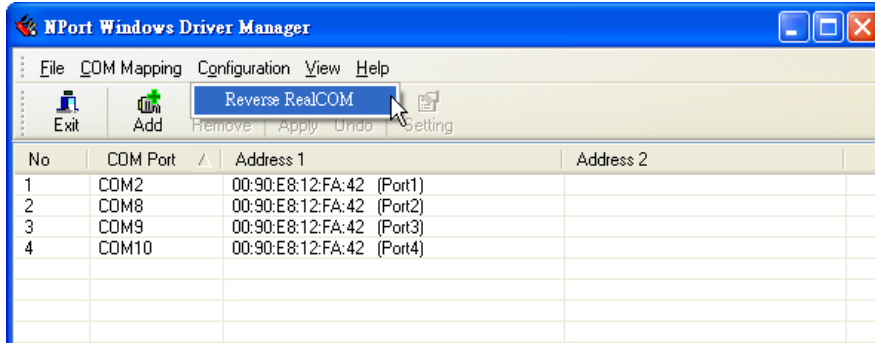 NPort Windows Driver Manager
File COM Mapping Configuration View Help
Reverse RealCOM
Exit Add Remove Apply Undo Setting
No COM Port Address 1 Address 2
1 COM2 00:90:E8:12:FA:42 (Port1)
2 COM8 00:90:E8:12:FA:42 (Port2)
3 COM9 00:90:E8:12:FA:42 (Port3)
4 COM10 00:90:E8:12:FA:42 (Port4)